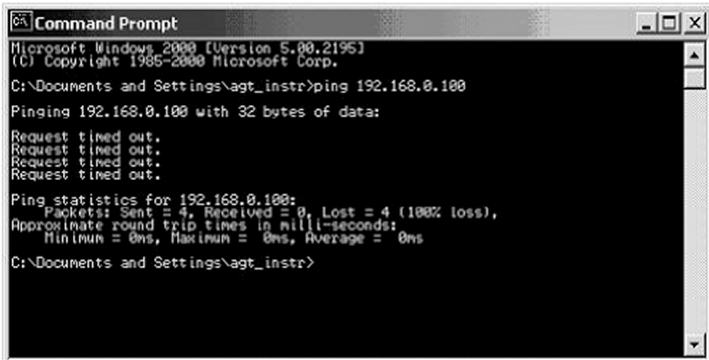 Command Prompt
Microsoft Windows 2000 [Version 5.00.2195]
(C) Copyright 1985-2000 Microsoft Corp.
C:\Documents and Settings\agt_instr>ping 192.168.0.100
Pinging 192.168.0.100 with 32 bytes of data:
Request timed out.
Request timed out.
Request timed out.
Request timed out.
Ping statistics for 192.168.0.100:
Packets: Sent = 4, Received = 0, Lost = 4 (100% loss),
Approximate round trip times in milli-seconds:
Minimum = 0ms, Maximum =  0ms, Average =  0ms
C:\Documents and Settings\agt_instr>